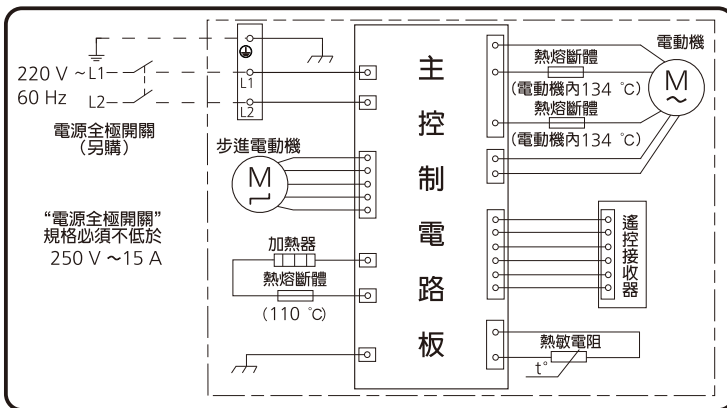 220 V ~L1
60 Hz L2
電源全極開關
(另購)
“電源全極開關”
規格必須不低於
250 V ~15 A
L1
L2
步進電動機
M
加熱器
熱熔斷體
(110 ℃)
主控制電路板
電動機
M
~
熱熔斷體
(電動機內134 ℃)
熱熔斷體
(電動機內134 ℃)
遙控接收器
熱敏電阻
t°